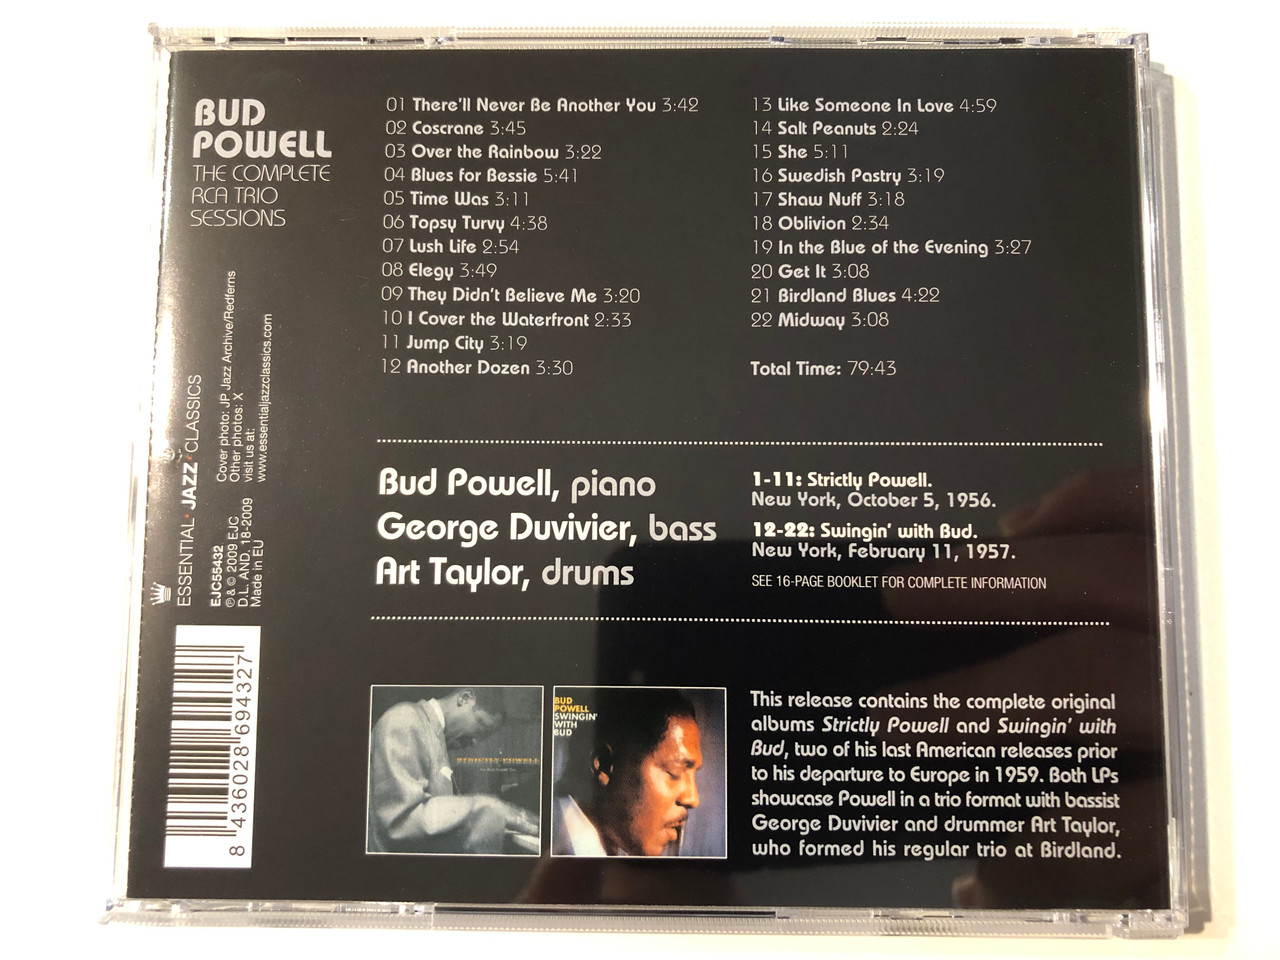 BUD
POWELL
THE COMPLETE
RCA TRIO
SESSIONS
01 There'll Never Be Another You 3:42
02 Coscrane 3:45
03 Over the Rainbow 3:22
04 Blues for Bessie 5:41
05 Time Was 3:11
06 Topsy Turvy 4:38
07 Lush Life 2:54
08 Elegy 3:49
09 They Didn't Believe Me 3:20
10 I Cover the Waterfront 2:33
11 Jump City 3:19
12 Another Dozen 3:30
13 Like Someone In Love 4:59
14 Salt Peanuts 2:24
15 She 5:11
16 Swedish Pastry 3:19
17 Shaw Nuff 3:18
18 Oblivion 2:34
19 In the Blue of the Evening 3:27
20 Get It 3:08
21 Birdland Blues 4:22
22 Midway 3:08
Total Time: 79:43
Bud Powell, piano
George Duvivier, bass
Art Taylor, drums
1-11: Strictly Powell.
New York, October 5, 1956.
12-22: Swingin' with Bud.
New York, February 11, 1957.
SEE 16-PAGE BOOKLET FOR COMPLETE INFORMATION
ESSENTIAL·JAZZ·CLASSICS
EJC55432
℗ & © 2009 EJC
D.L. AND. 18-2009
Made in EU
Cover photo: JP Jazz Archive/Redferns
Other photos: X
visit us at:
www.essentialjazzclassics.com
8 436028 694327
STRICTLY POWELL
BUD
POWELL
SWINGIN'
WITH
BUD
This release contains the complete original
albums Strictly Powell and Swingin' with
Bud, two of his last American releases prior
to his departure to Europe in 1959. Both LPs
showcase Powell in a trio format with bassist
George Duvivier and drummer Art Taylor,
who formed his regular trio at Birdland.